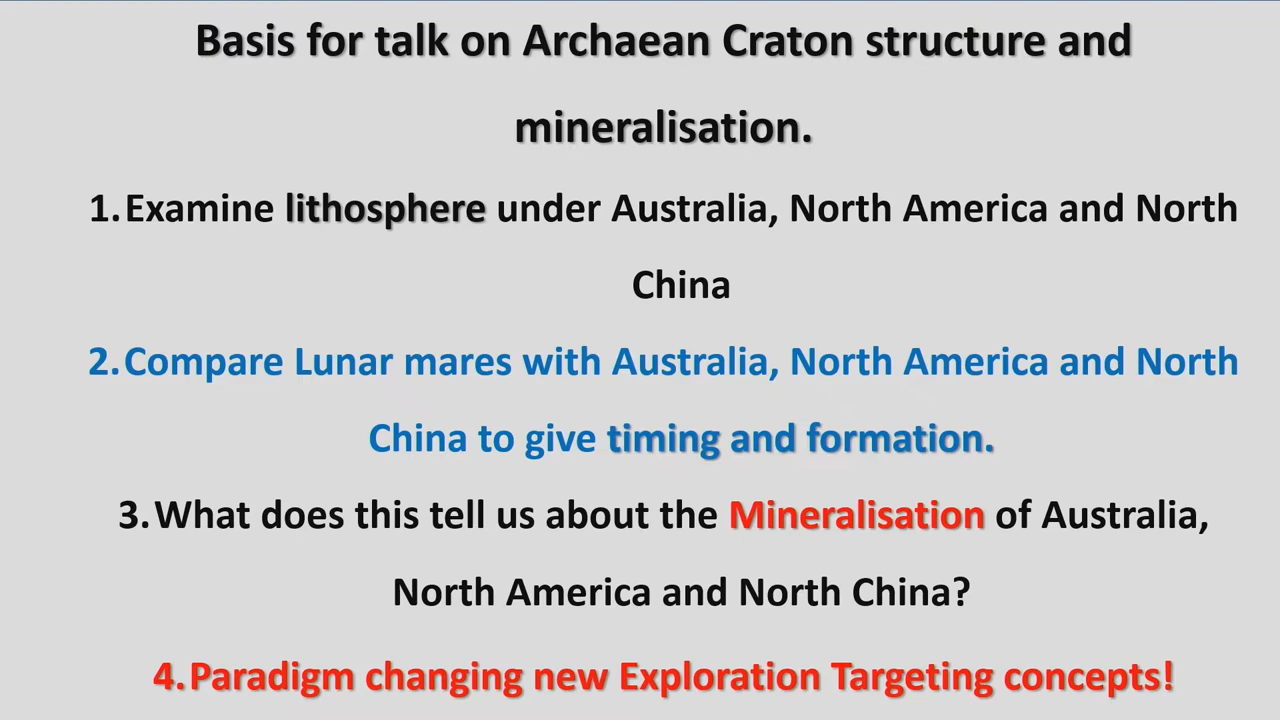 Basis for talk on Archaean Craton structure and
mineralisation.
1.Examine lithosphere under Australia, North America and North
China
2.Compare Lunar mares with Australia, North America and North
China to give timing and formation.
3.What does this tell us about the Mineralisation of Australia,
North America and North China?
4.Paradigm changing new Exploration Targeting concepts!